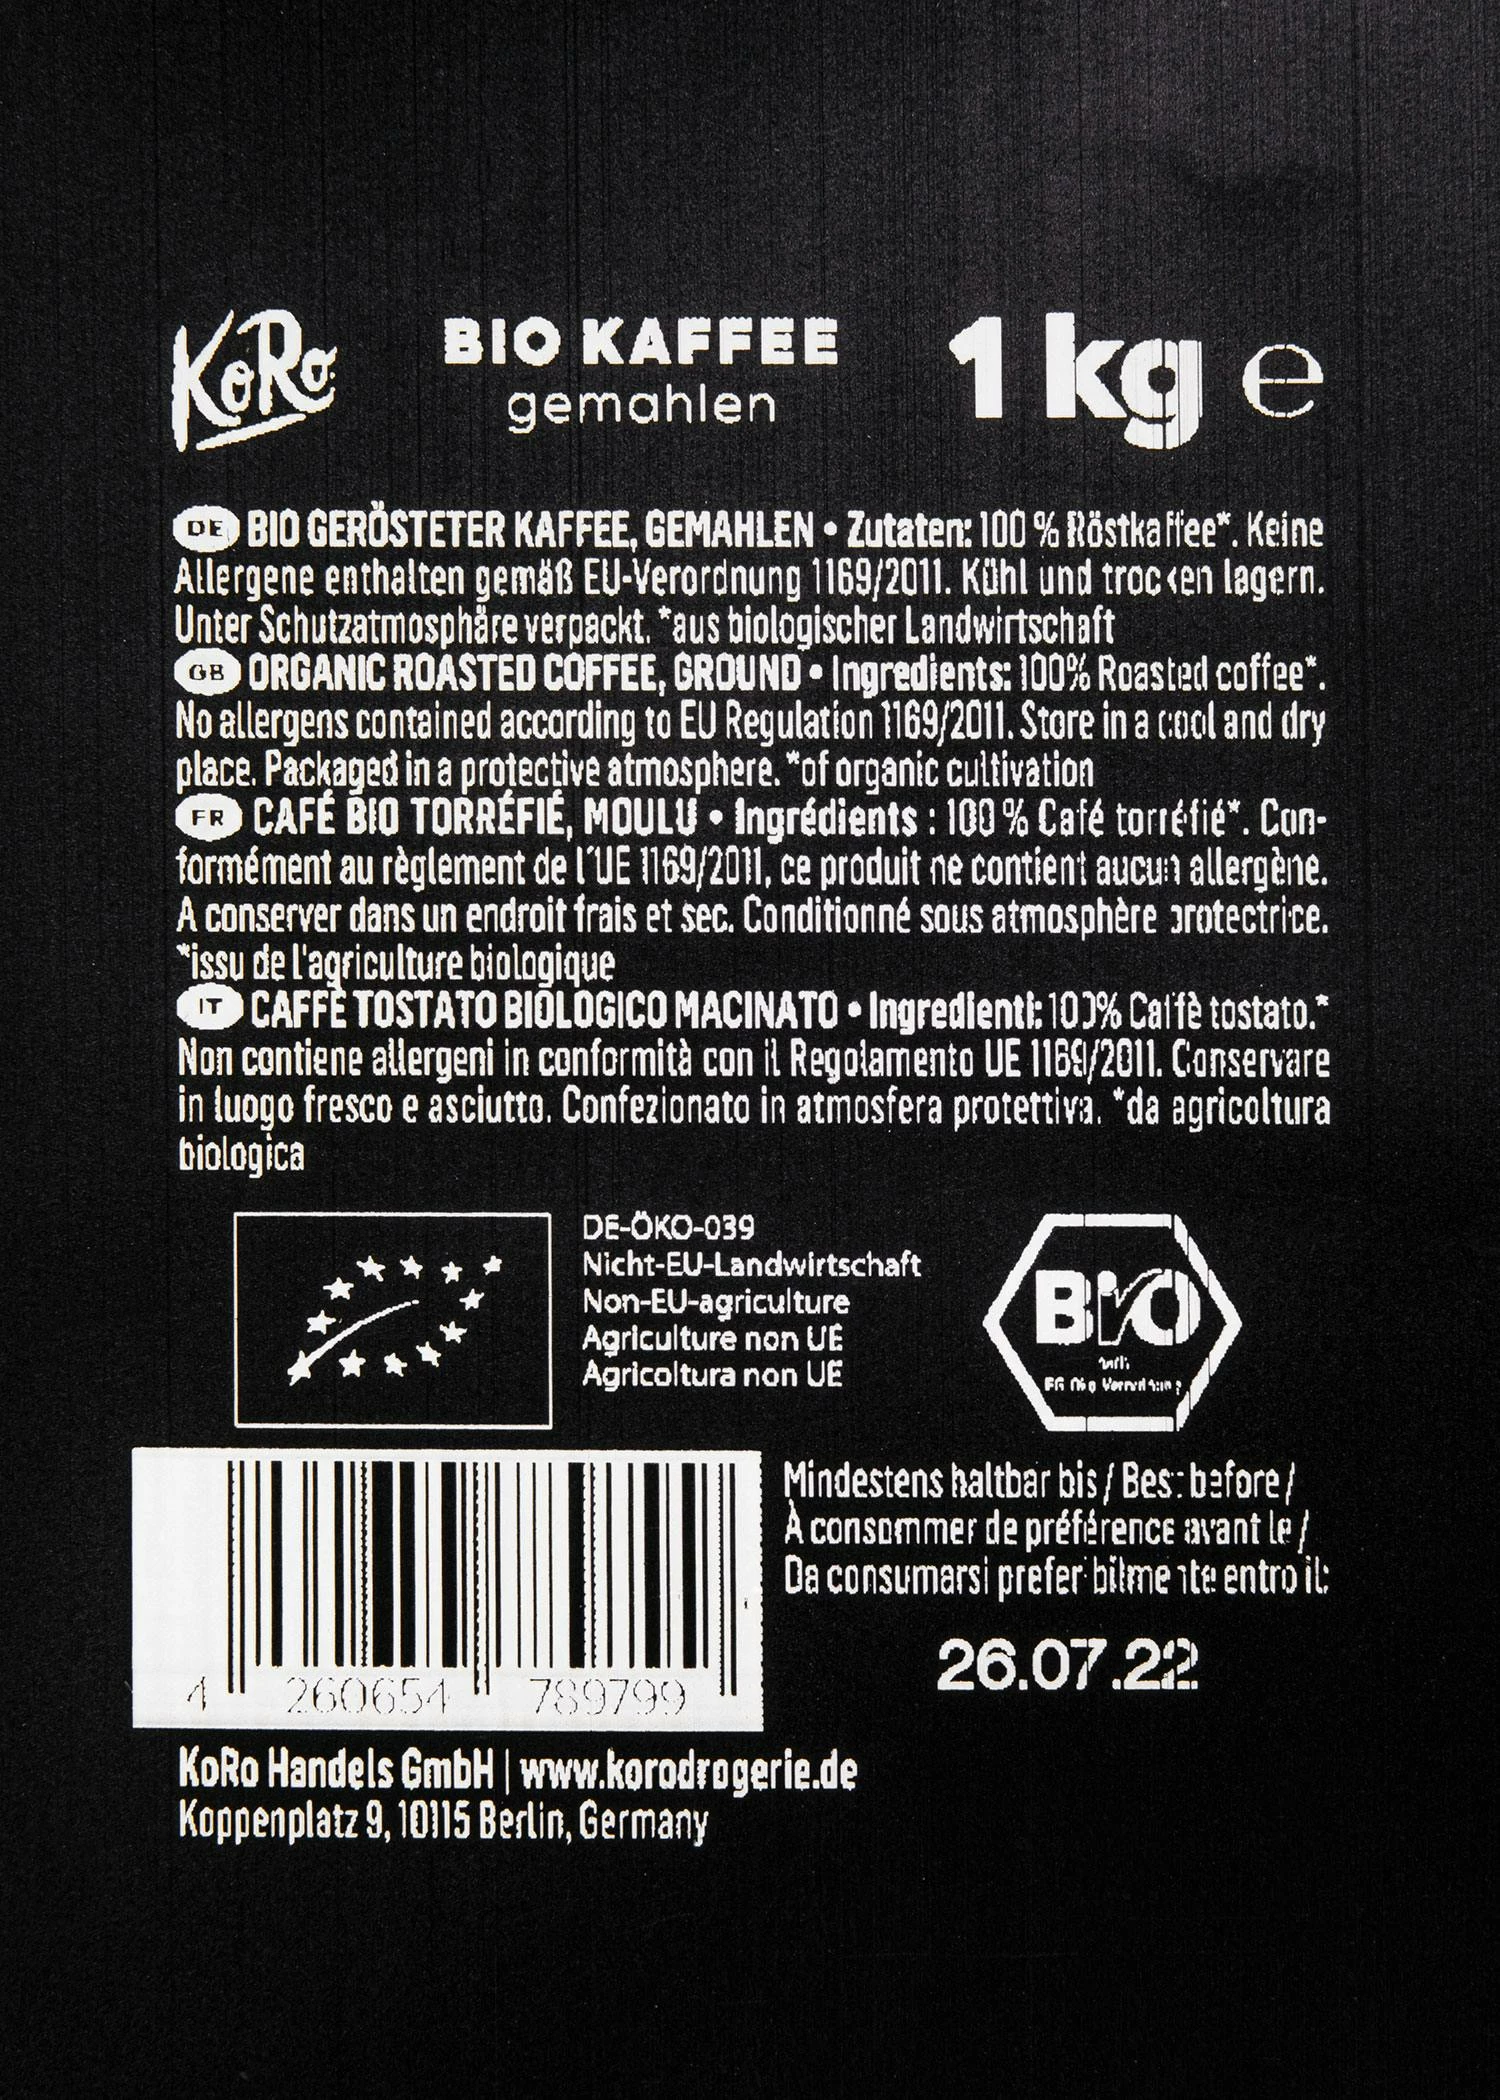 KoRo
BIO KAFFEE
gemahlen
1 kg ℮
DE BIO GERÖSTETER KAFFEE, GEMAHLEN • Zutaten: 100 % Röstkaffee*. Keine
Allergene enthalten gemäß EU-Verordnung 1169/2011. Kühl und trocken lagern.
Unter Schutzatmosphäre verpackt. *aus biologischer Landwirtschaft
GB ORGANIC ROASTED COFFEE, GROUND • Ingredients: 100% Roasted coffee*.
No allergens contained according to EU Regulation 1169/2011. Store in a cool and dry
place. Packaged in a protective atmosphere. *of organic cultivation
FR CAFÉ BIO TORRÉFIÉ, MOULU • Ingrédients : 100 % Café torréfié*. Con-
formément au règlement de l'UE 1169/2011, ce produit ne contient aucun allergène.
A conserver dans un endroit frais et sec. Conditionné sous atmosphère protectrice.
*issu de l'agriculture biologique
IT CAFFÈ TOSTATO BIOLOGICO MACINATO • Ingredienti: 100% Caffè tostato.*
Non contiene allergeni in conformità con il Regolamento UE 1169/2011. Conservare
in luogo fresco e asciutto. Confezionato in atmosfera protettiva. *da agricoltura
biologica
DE-ÖKO-039
Nicht-EU-Landwirtschaft
Non-EU-agriculture
Agriculture non UE
Agricoltura non UE
BIO
nach
EG Öko Verordnung
Mindestens haltbar bis / Best before /
À consommer de préférence avant le /
Da consumarsi preferibilmente entro il:
26.07.22
4 260654 789799
KoRo Handels GmbH | www.korodrogerie.de
Koppenplatz 9, 10115 Berlin, Germany